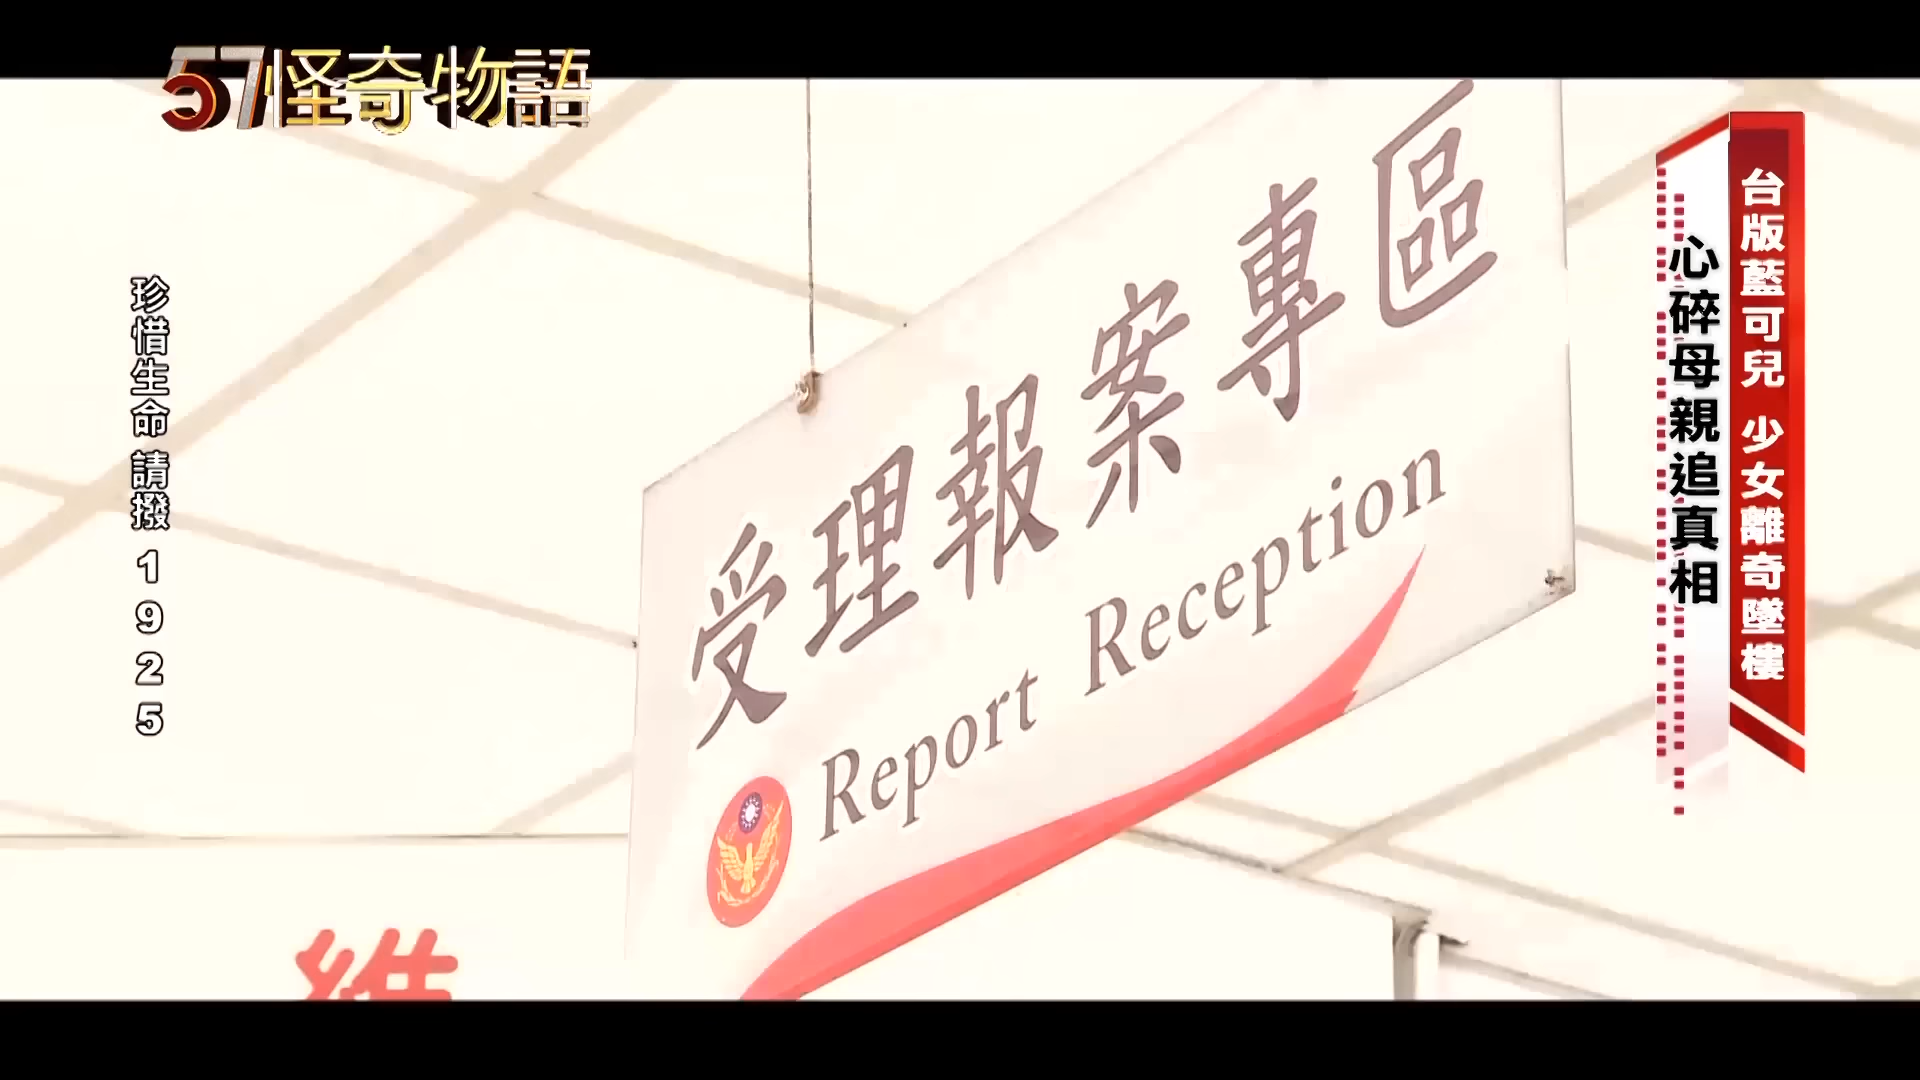 57怪奇物語
台版藍可兒 少女離奇墜樓
心碎母親追真相
珍惜生命 請撥 1925
受理報案專區
Report Reception
維